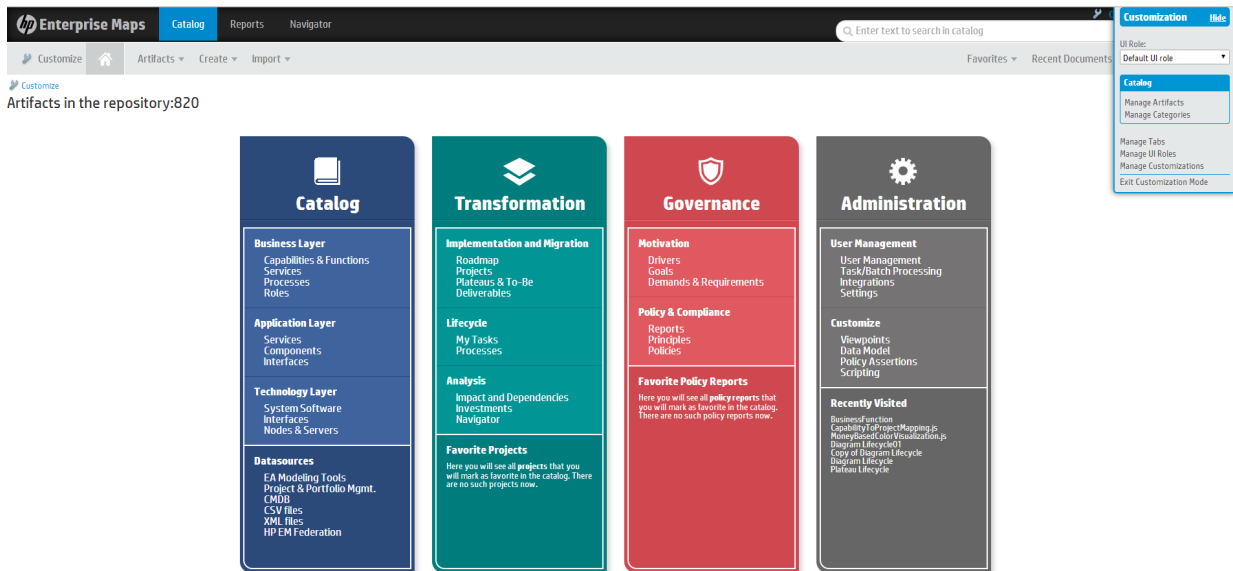 hp Enterprise Maps Catalog Reports Navigator
Enter text to search in catalog
Customize Artifacts Create Import Favorites Recent Documents
Customize
Artifacts in the repository:820
Customization Hide
UI Role:
Default UI role
Catalog
Manage Artifacts
Manage Categories
Manage Tabs
Manage UI Roles
Manage Customizations
Exit Customization Mode
Catalog
Business Layer
Capabilities & Functions
Services
Processes
Roles
Application Layer
Services
Components
Interfaces
Technology Layer
System Software
Interfaces
Nodes & Servers
Datasources
EA Modeling Tools
Project & Portfolio Mgmt.
CMDB
CSV files
XML files
HP EM Federation
Transformation
Implementation and Migration
Roadmap
Projects
Plateaus & To-Be
Deliverables
Lifecycle
My Tasks
Processes
Analysis
Impact and Dependencies
Investments
Navigator
Favorite Projects
Here you will see all projects that you
will mark as favorite in the catalog. There
are no such projects now.
Governance
Motivation
Drivers
Goals
Demands & Requirements
Policy & Compliance
Reports
Principles
Policies
Favorite Policy Reports
Here you will see all policy reports that
you will mark as favorite in the catalog.
There are no such policy reports now.
Administration
User Management
User Management
Task/Batch Processing
Integrations
Settings
Customize
Viewpoints
Data Model
Policy Assertions
Scripting
Recently Visited
BusinessFunction
CapabilityToProjectMapping.js
MoneyBasedColorVisualization.js
Diagram Lifecycle01
Copy of Diagram Lifecycle
Diagram Lifecycle
Plateau Lifecycle